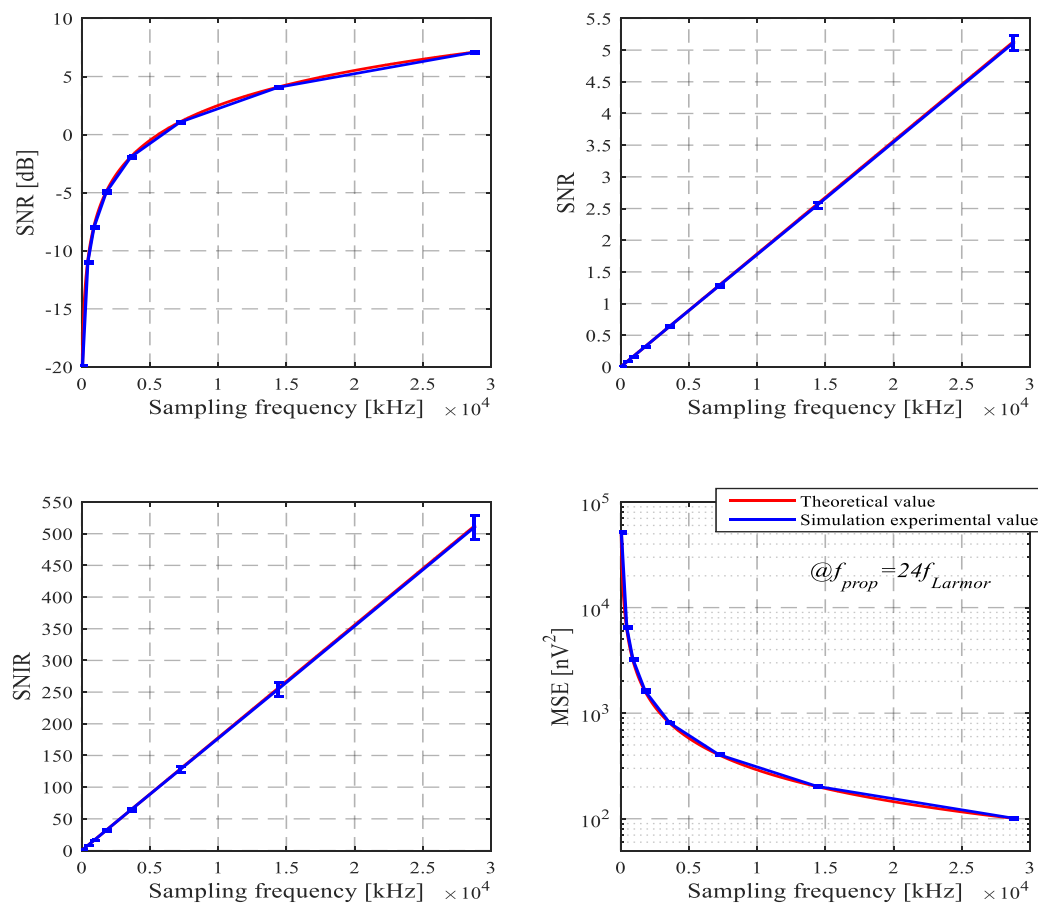 10
5
0
-5
-10
-15
-20
SNR [dB]
0 0.5 1 1.5 2 2.5 3
Sampling frequency [kHz] ×10^4
5.5
5
4.5
4
3.5
3
2.5
2
1.5
1
0.5
0
SNR
0 0.5 1 1.5 2 2.5 3
Sampling frequency [kHz] ×10^4
550
500
450
400
350
300
250
200
150
100
50
0
SNIR
0 0.5 1 1.5 2 2.5 3
Sampling frequency [kHz] ×10^4
Theoretical value
Simulation experimental value
@f_prop =24f_Larmor
10^5
10^4
10^3
10^2
MSE [nV^2]
0 0.5 1 1.5 2 2.5 3
Sampling frequency [kHz] ×10^4